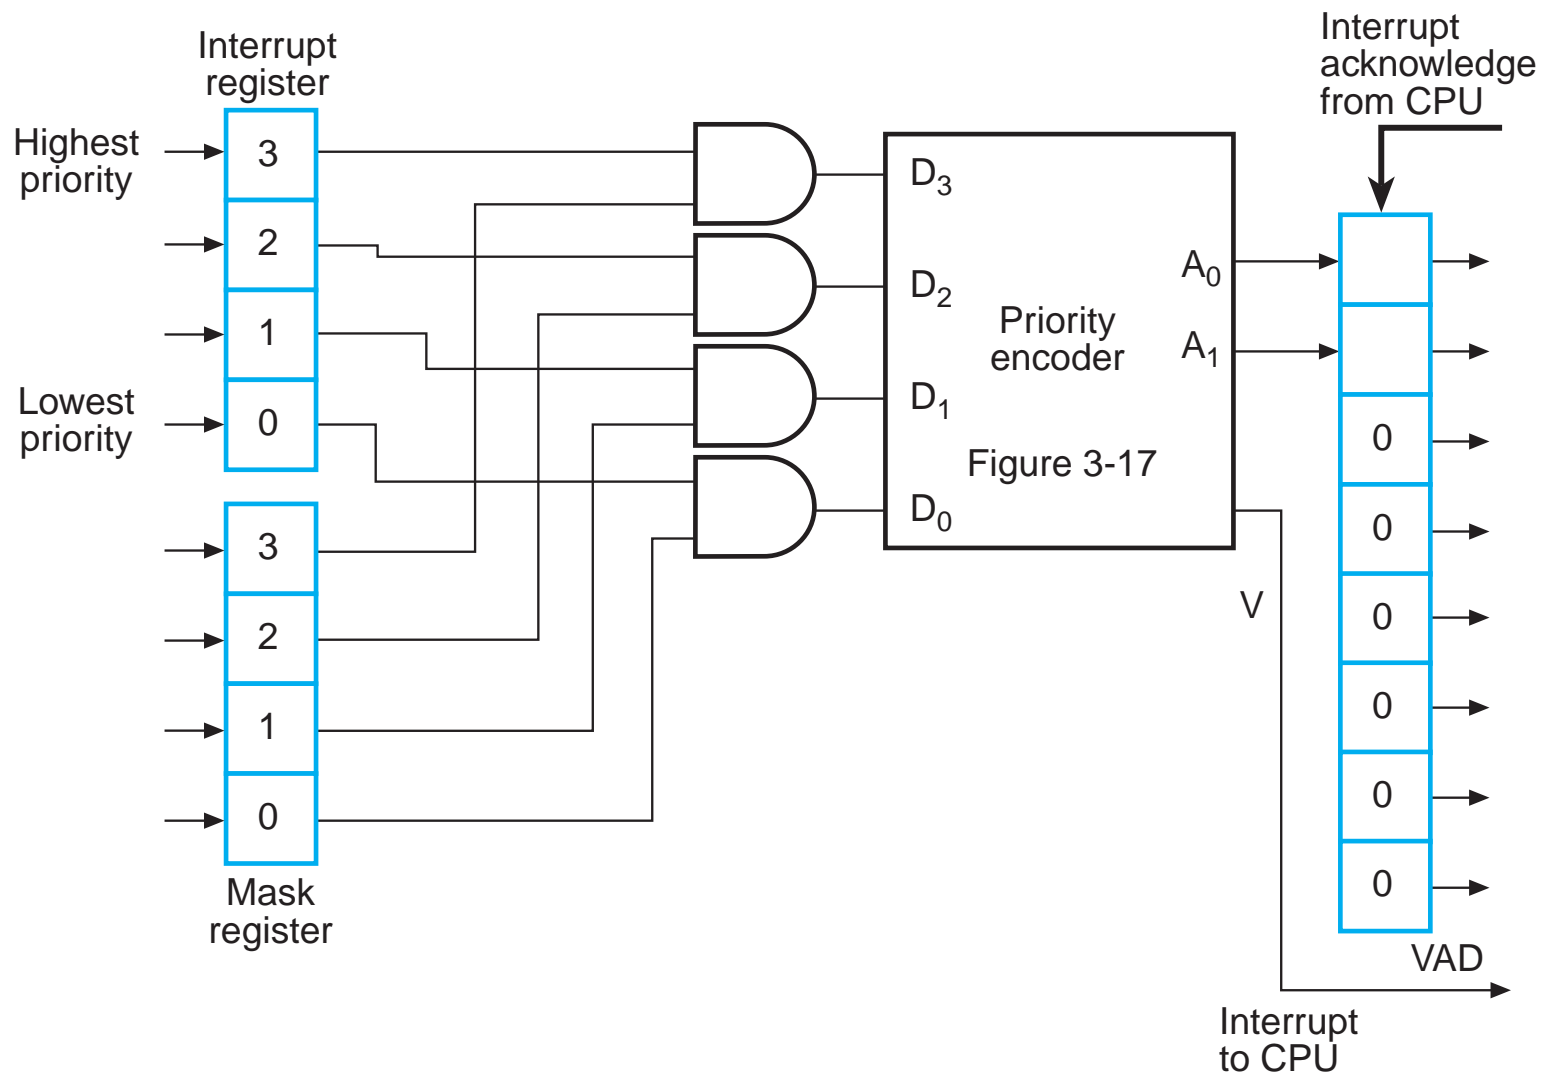 Interrupt
register
Highest
priority
3
2
1
0
Lowest
priority
3
2
1
0
Mask
register
D3
D2
D1
D0
Priority
encoder
Figure 3-17
A0
A1
V
Interrupt
acknowledge
from CPU
0
0
0
0
0
0
VAD
Interrupt
to CPU